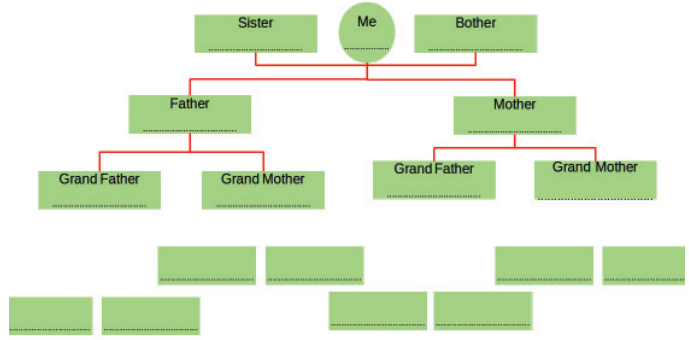 Sister
Me
Bother
Father
Mother
Grand Father
Grand Mother
Grand Father
Grand Mother